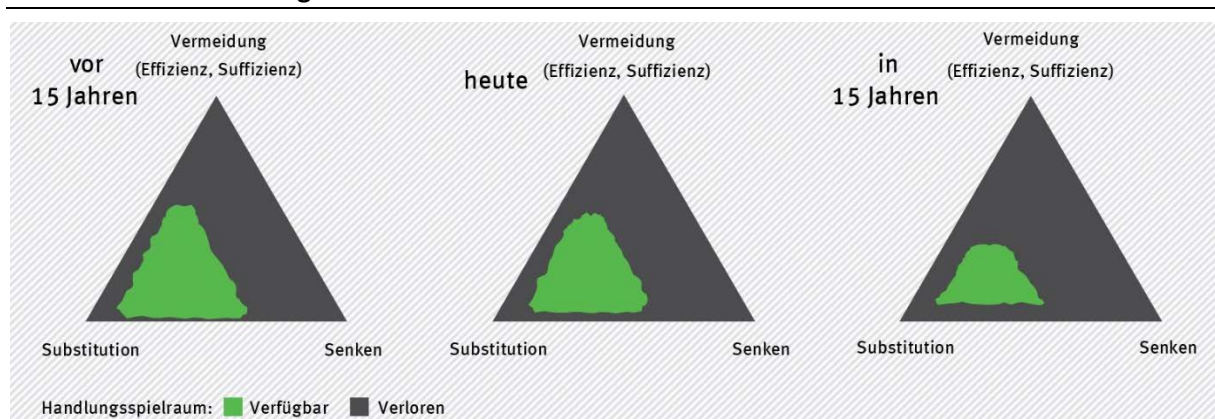 vor
15 Jahren
Vermeidung
(Effizienz, Suffizienz)
Substitution
Senken
heute
Vermeidung
(Effizienz, Suffizienz)
Substitution
Senken
in
15 Jahren
Vermeidung
(Effizienz, Suffizienz)
Substitution
Senken
Handlungsspielraum: Verfügbar Verloren